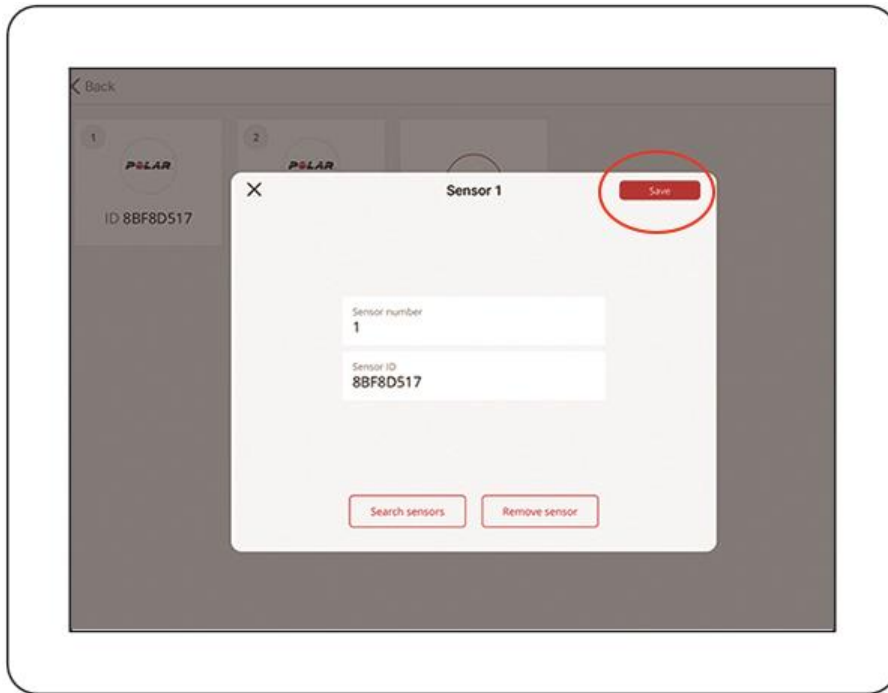 Back
1
POLAR
ID 8BF8D517
2
POLAR
Sensor 1
Save
Sensor number
1
Sensor ID
8BF8D517
Search sensors
Remove sensor